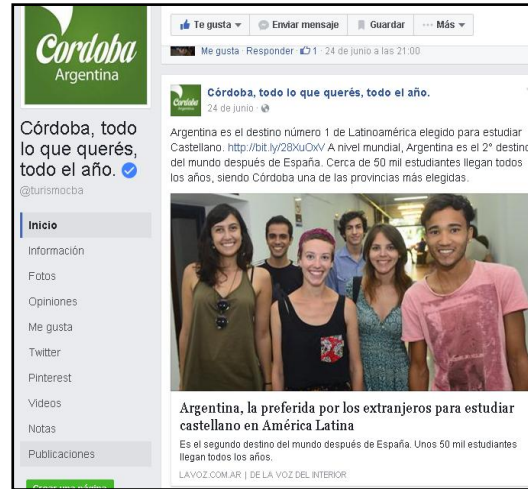 Cordoba
Argentina
Córdoba, todo
lo que querés,
todo el año.
@turismocba
Inicio
Información
Fotos
Opiniones
Me gusta
Twitter
Pinterest
Videos
Notas
Publicaciones
Crear una página
Te gusta
Enviar mensaje
Guardar
Más
Me gusta · Responder · 1 · 24 de junio a las 21:00
Córdoba, todo lo que querés, todo el año.
24 de junio ·
Argentina es el destino número 1 de Latinoamérica elegido para estudiar
Castellano. http://bit.ly/28XuOxV A nivel mundial, Argentina es el 2° destino
del mundo después de España. Cerca de 50 mil estudiantes llegan todos
los años, siendo Córdoba una de las provincias más elegidas.
Argentina, la preferida por los extranjeros para estudiar
castellano en América Latina
Es el segundo destino del mundo después de España. Unos 50 mil estudiantes
llegan todos los años.
LAVOZ.COM.AR | DE LA VOZ DEL INTERIOR